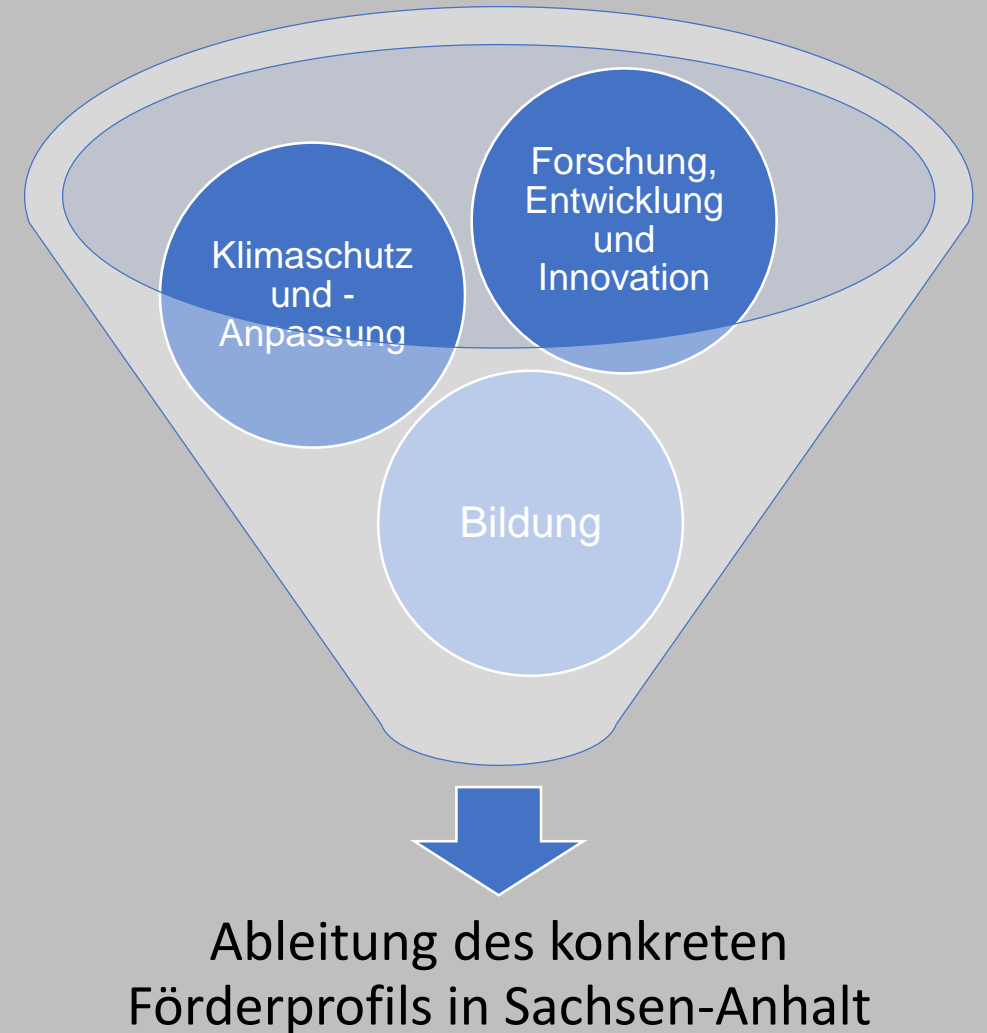 Forschung,
Entwicklung
und
Innovation
Klimaschutz
und -
Anpassung
Bildung
Ableitung des konkreten
Förderprofils in Sachsen-Anhalt